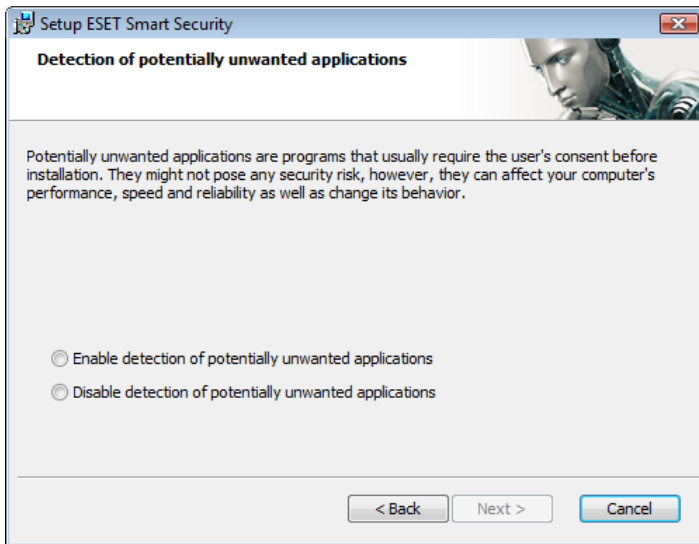 Setup ESET Smart Security
Detection of potentially unwanted applications
Potentially unwanted applications are programs that usually require the user's consent before
installation. They might not pose any security risk, however, they can affect your computer's
performance, speed and reliability as well as change its behavior.
Enable detection of potentially unwanted applications
Disable detection of potentially unwanted applications
< Back Next > Cancel